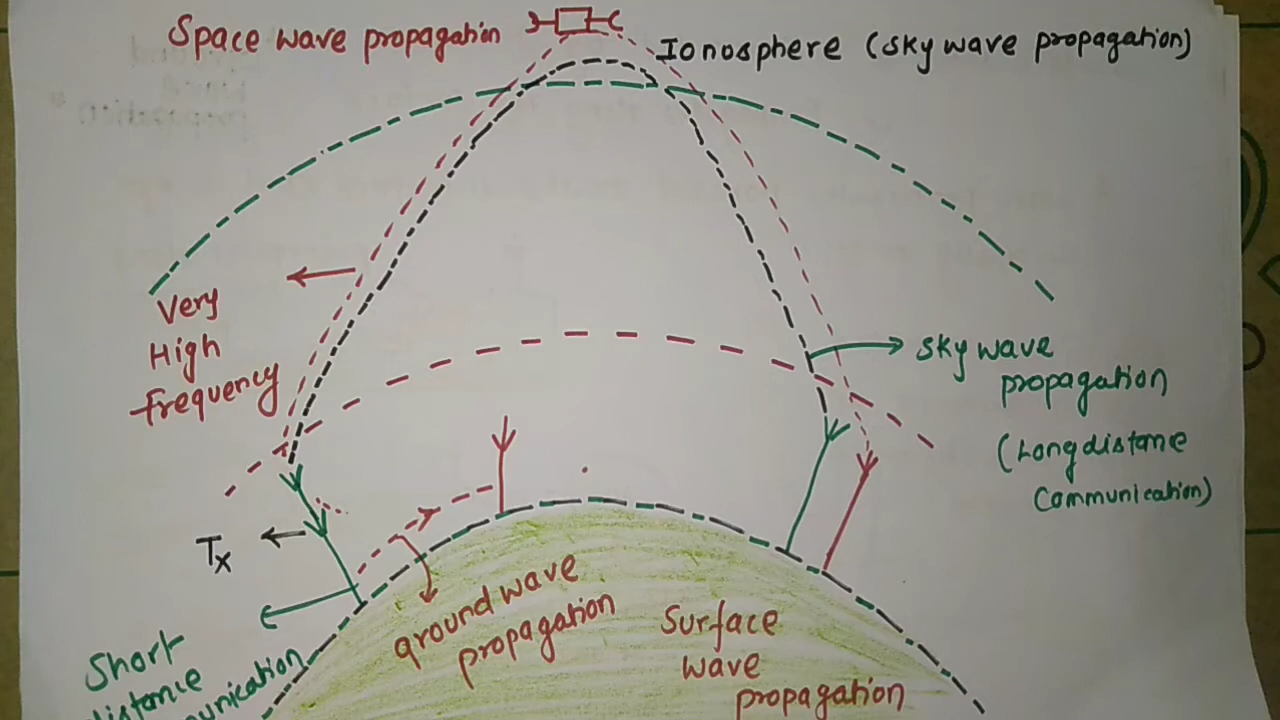 Space wave propagation
Ionosphere (sky wave propagation)
Very
High
frequency
sky wave
propagation
(Long distance
communication)
Tx
ground wave
propagation
Surface
wave
propagation
Short
distance